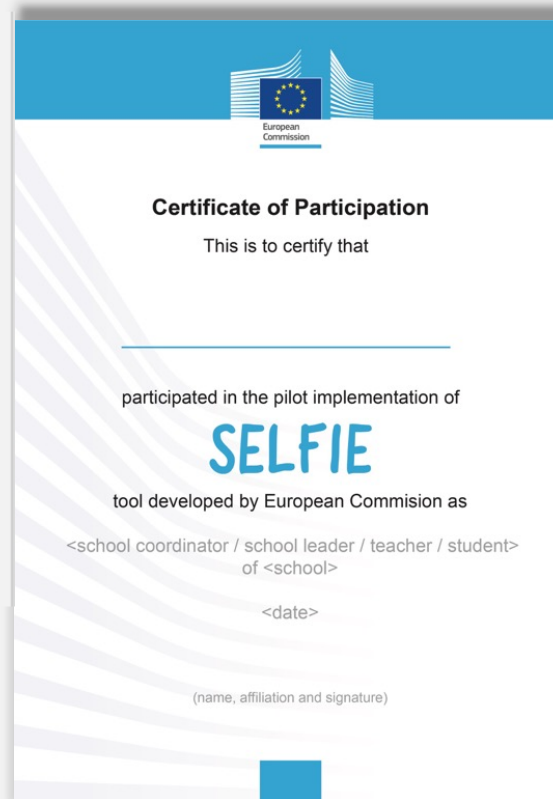 European
Commission
Certificate of Participation
This is to certify that
participated in the pilot implementation of
SELFIE
tool developed by European Commision as
<school coordinator / school leader / teacher / student>
of <school>
<date>
(name, affiliation and signature)